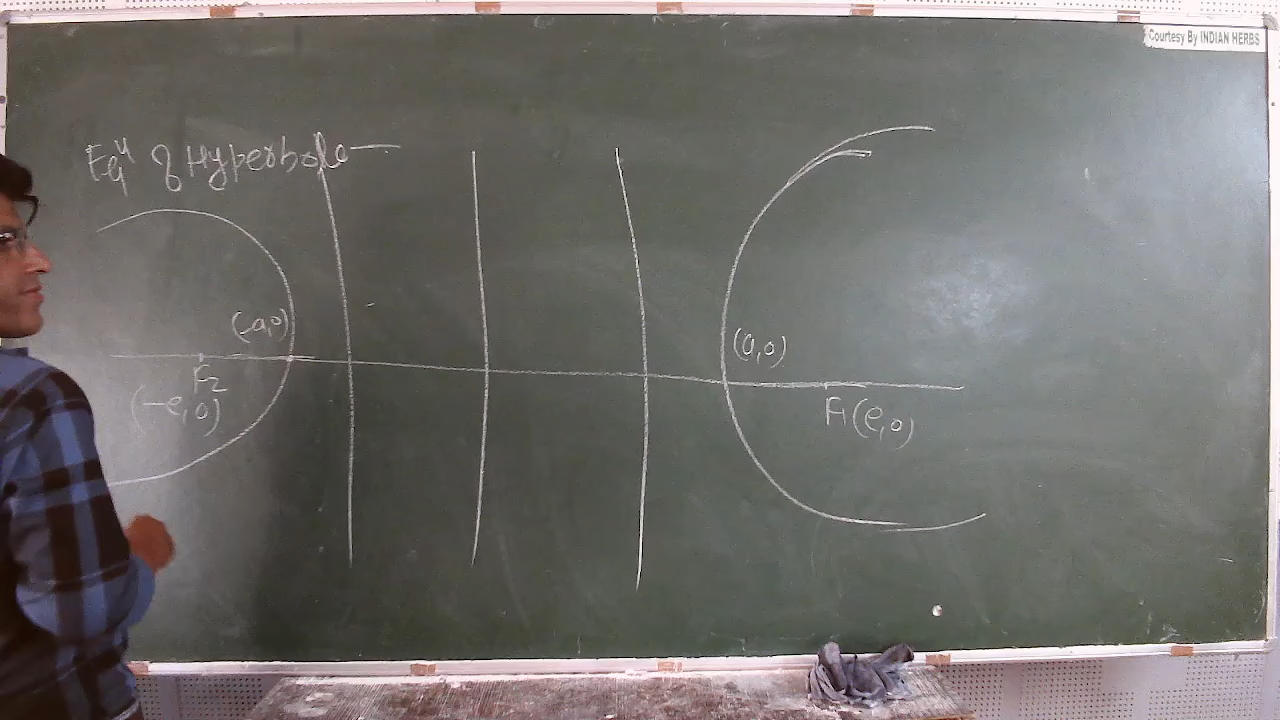 Courtesy By INDIAN HERBS
Eqⁿ of Hyperbola
(-a,0)
(a,0)
F₂
(-e,0)
F₁(e,0)